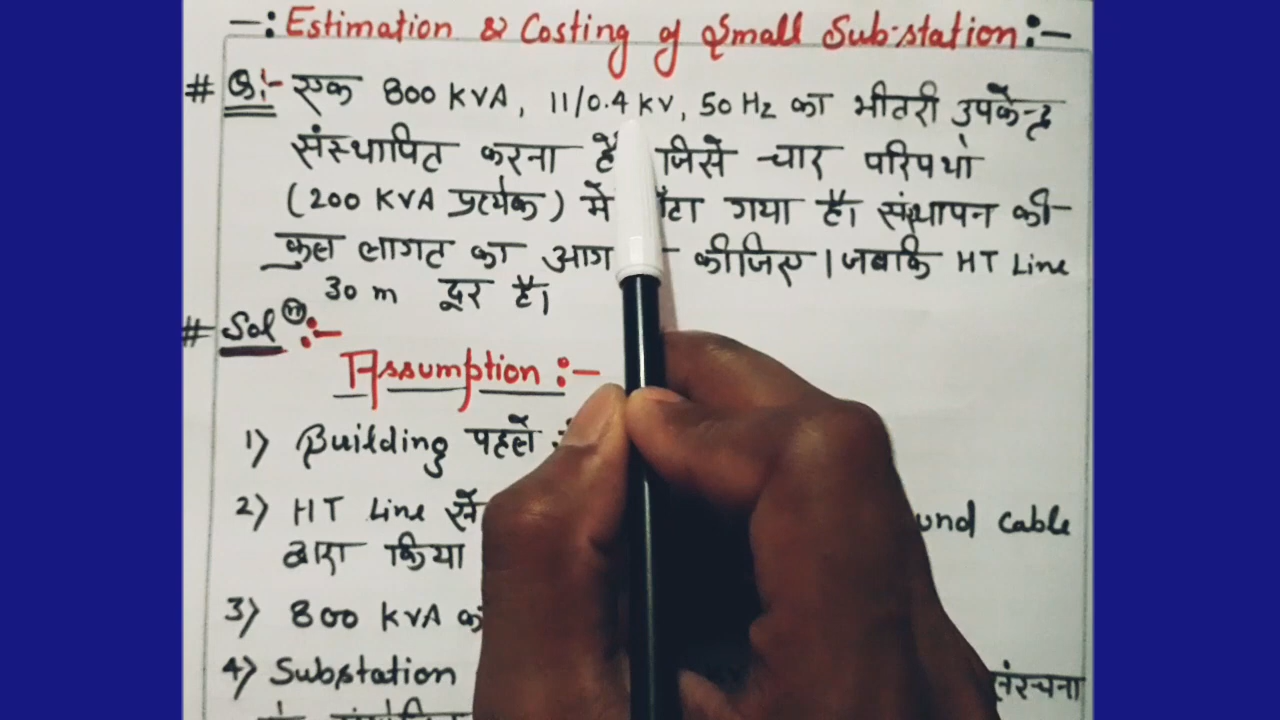 -: Estimation & Costing of Small Sub-station :-
# Q:- एक 800 KVA, 11/0.4 KV, 50 Hz का भीतरी उपकेन्द्र
संस्थापित करना है जिसे चार परिपथों
(200 KVA प्रत्येक) में गया है। संस्थापन की
कुल लागत का कीजिए। जबकि HT Line
30 m दूर है।
# Sol :-
Assumption :-
1) Building पहले
2) HT Line से cable
द्वारा किया
3) 800 KVA
4) Substation संरचना